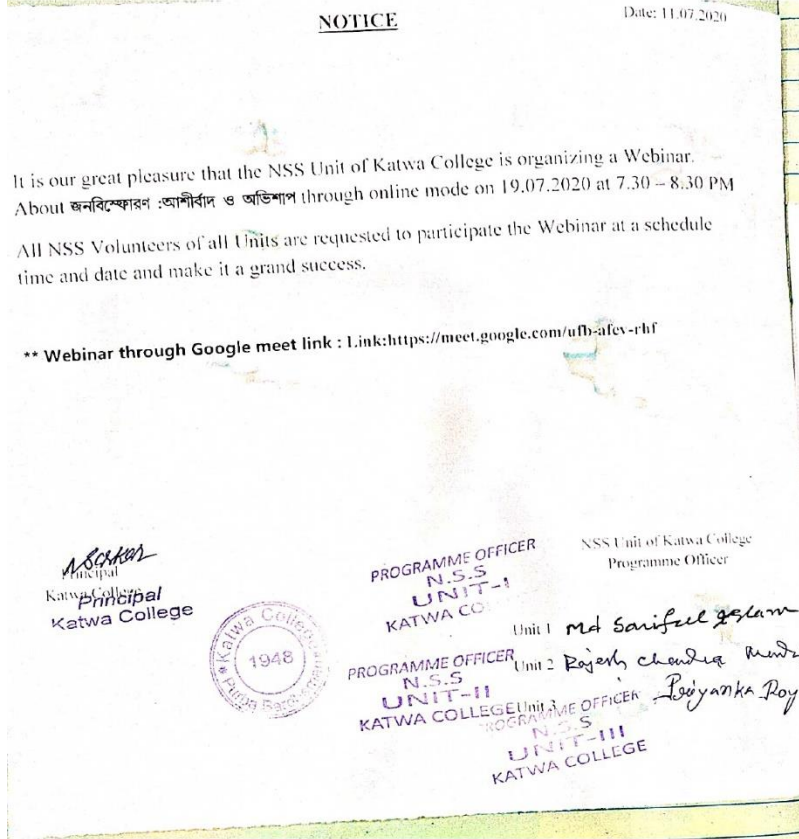 NOTICE
Date: 11.07.2020
It is our great pleasure that the NSS Unit of Katwa College is organizing a Webinar.
About জনবিস্ফোরণ :আশীর্বাদ ও অভিশাপ through online mode on 19.07.2020 at 7.30 – 8.30 PM
All NSS Volunteers of all Units are requested to participate the Webinar at a schedule
time and date and make it a grand success.
** Webinar through Google meet link : Link:https://meet.google.com/ufb-afev-rhf
NSarkar
Principal
Katwa College
Principal
Katwa College
Katwa College
1948
Purba
PROGRAMME OFFICER
N.S.S
UNIT-I
KATWA CO
NSS Unit of Katwa College
Programme Officer
Unit 1 Md Sariful Islam
PROGRAMME OFFICER
N.S.S
UNIT-II
KATWA COLLEGE
Unit 2 Rajesh Chandra
Unit 3 Priyanka Roy
PROGRAMME OFFICER
N.S.S
UNIT-III
KATWA COLLEGE